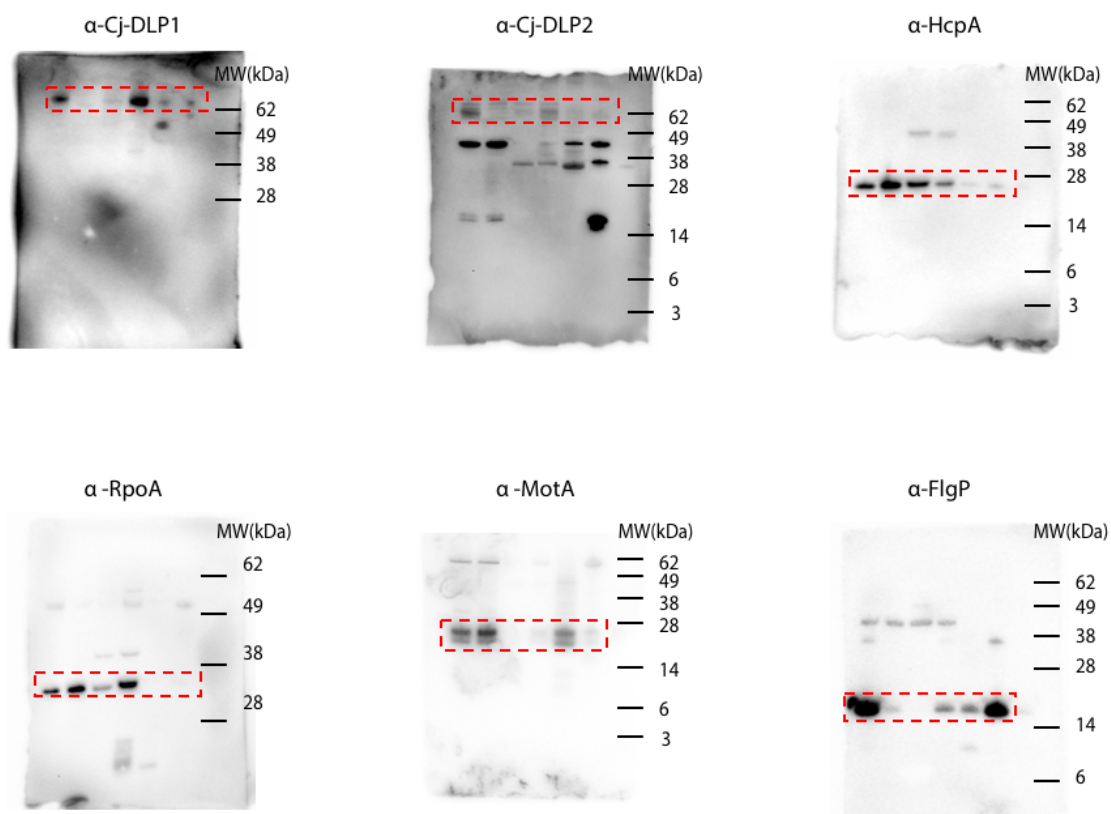 α-Cj-DLP1
MW(kDa)
62
49
38
28
α-Cj-DLP2
MW(kDa)
62
49
38
28
14
6
3
α-HcpA
MW(kDa)
62
49
38
28
14
6
3
α -RpoA
MW(kDa)
62
49
38
28
α -MotA
MW(kDa)
62
49
38
28
14
6
3
α-FlgP
MW(kDa)
62
49
38
28
14
6